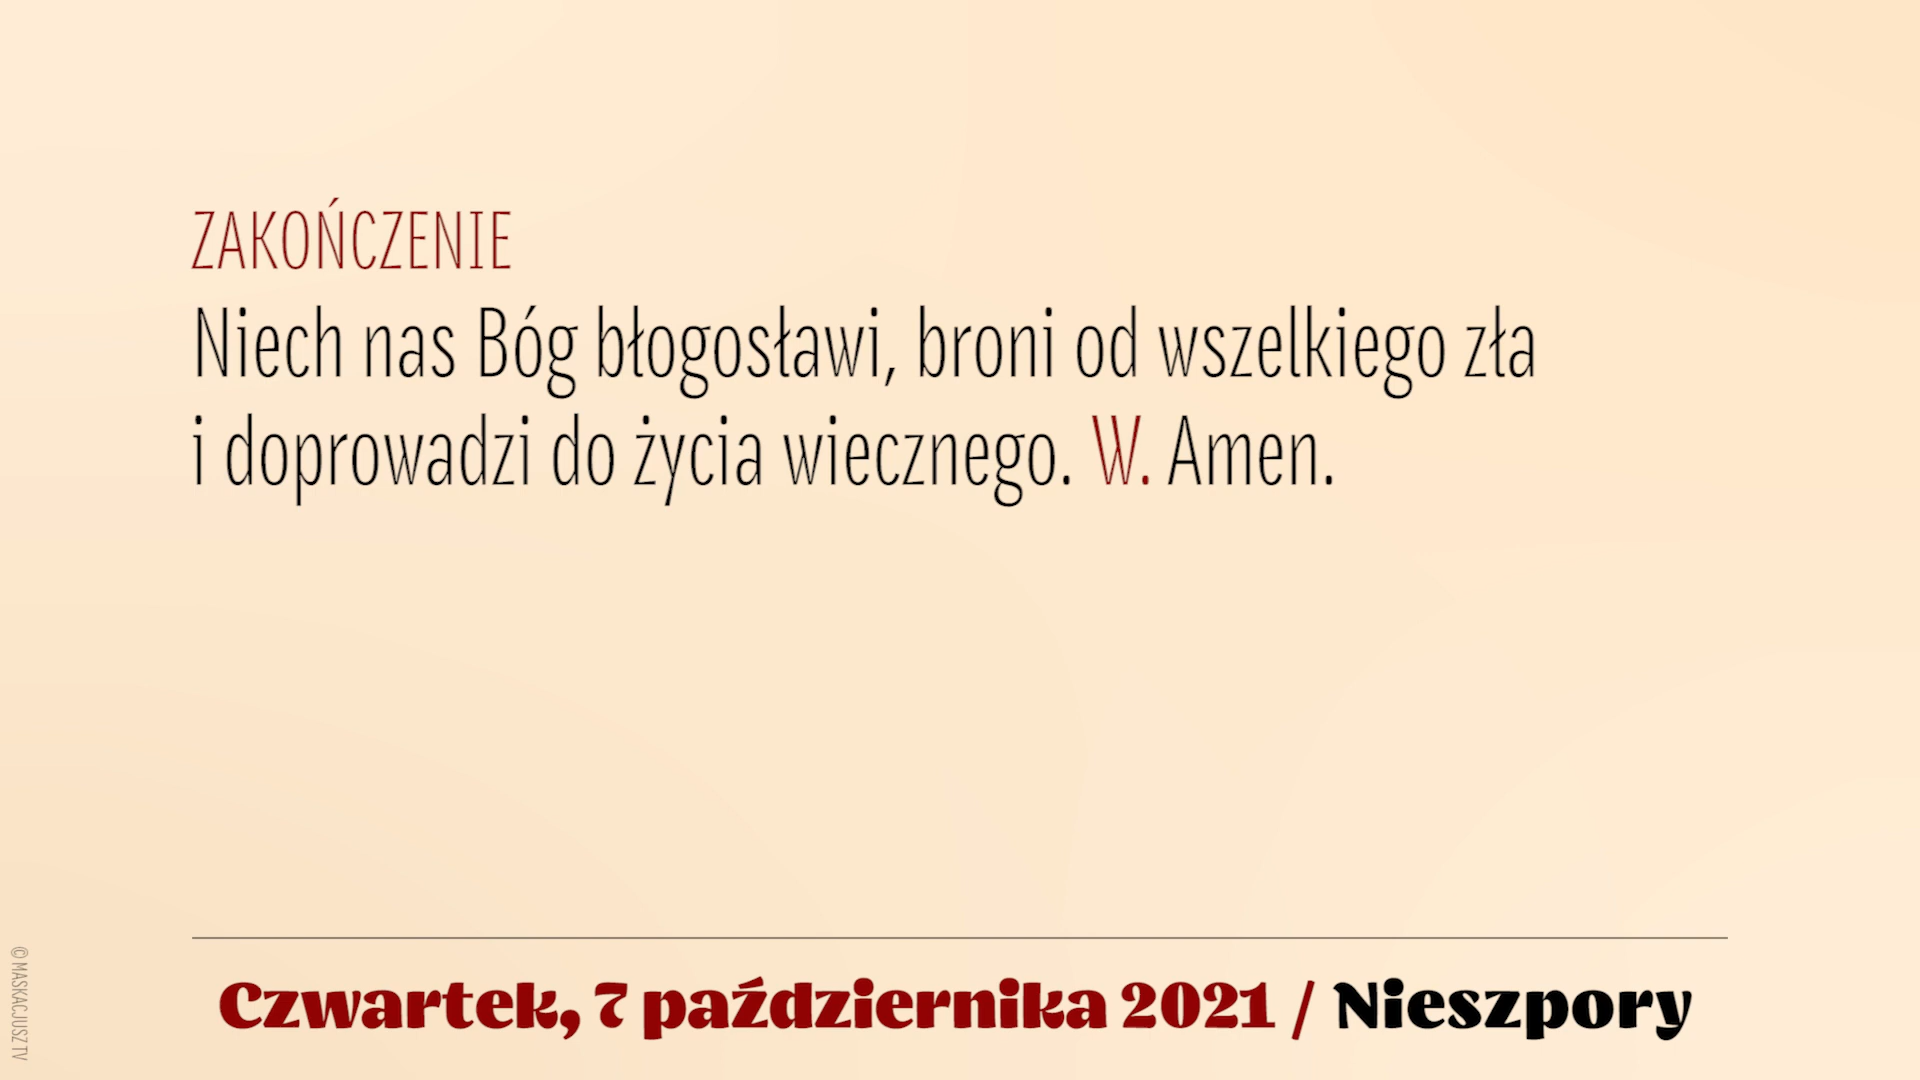 ZAKOŃCZENIE
Niech nas Bóg błogosławi, broni od wszelkiego zła
i doprowadzi do życia wiecznego. W. Amen.
Czwartek, 7 października 2021 / Nieszpory
© MASKACJUSZ TV